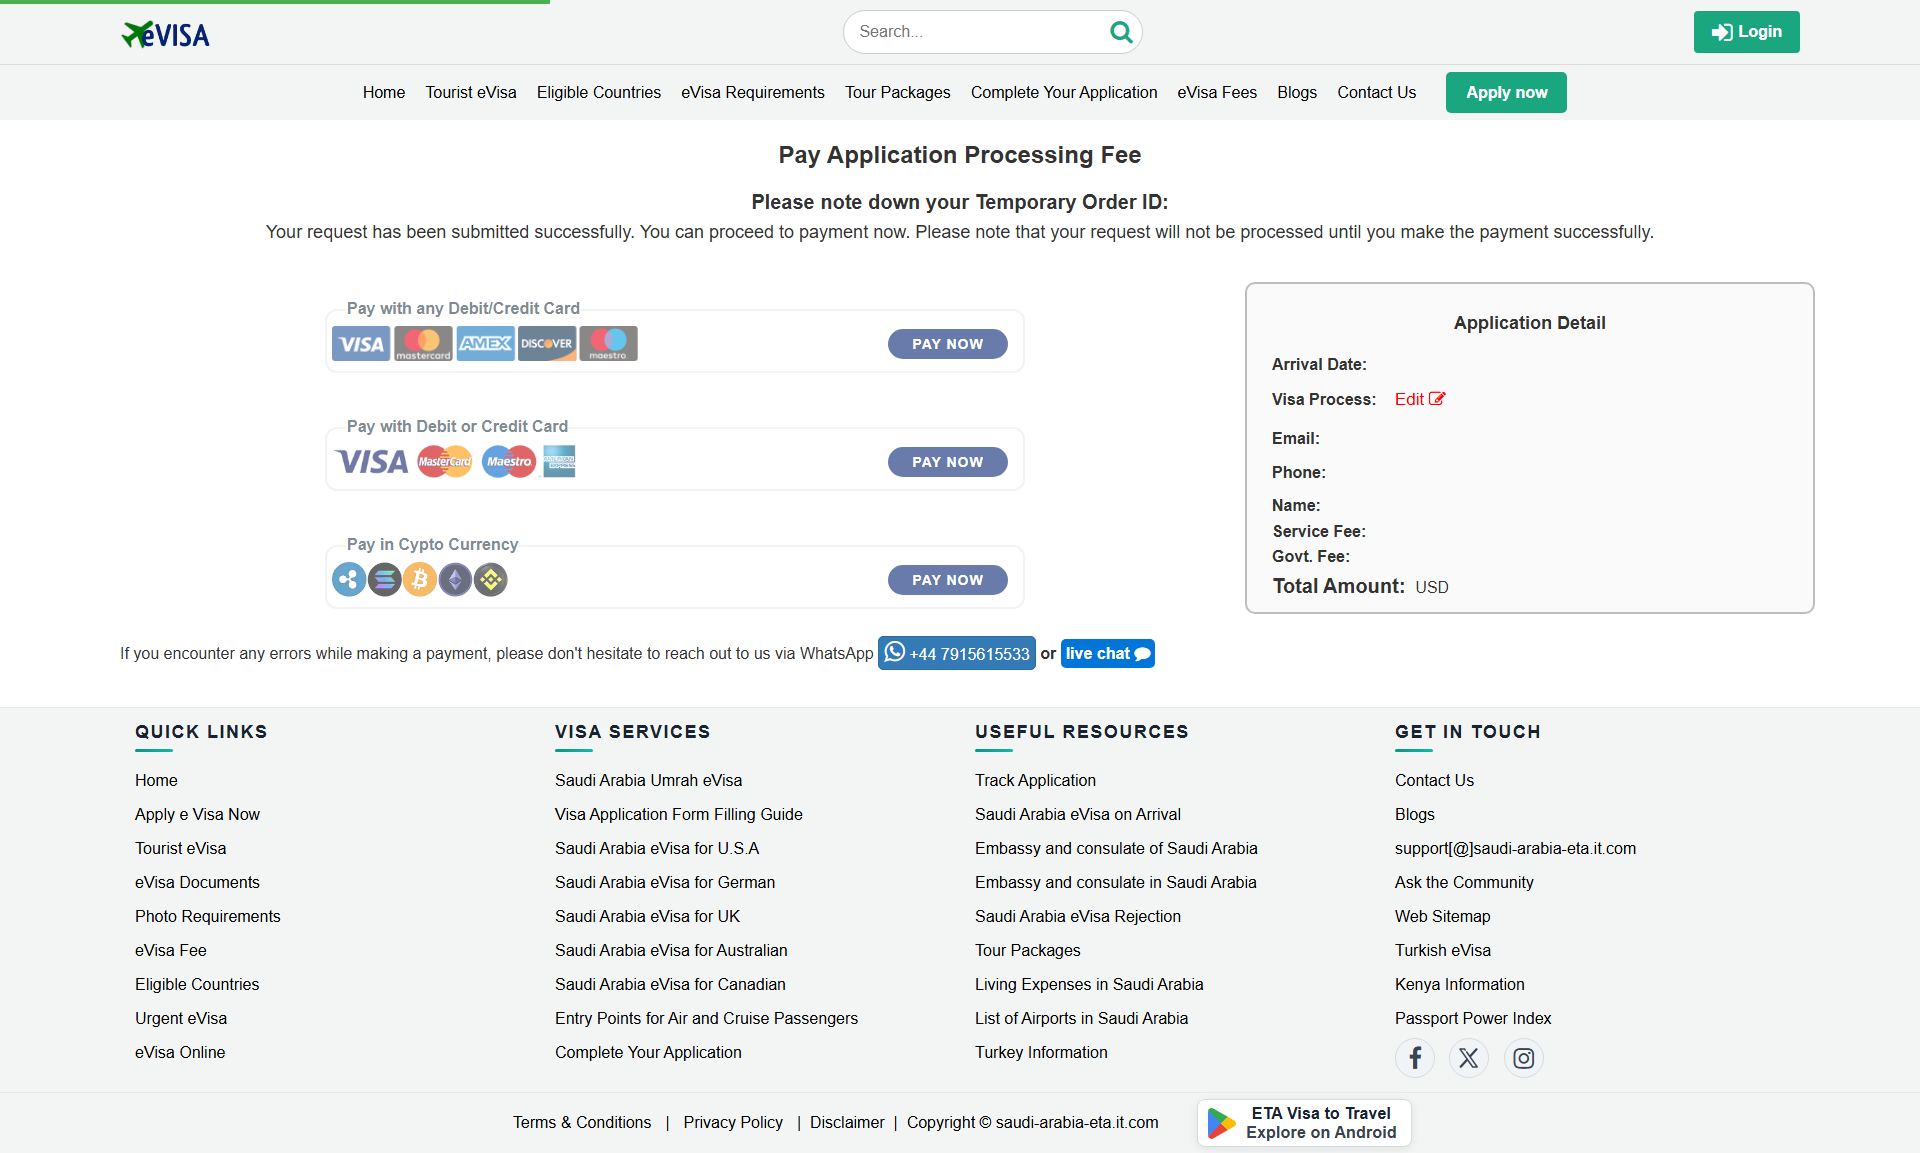 eVISA
Search...
Login
Home
Tourist eVisa
Eligible Countries
eVisa Requirements
Tour Packages
Complete Your Application
eVisa Fees
Blogs
Contact Us
Apply now
Pay Application Processing Fee
Please note down your Temporary Order ID:
Your request has been submitted successfully. You can proceed to payment now. Please note that your request will not be processed until you make the payment successfully.
Pay with any Debit/Credit Card
VISA mastercard AMEX DISCOVER maestro
PAY NOW
Pay with Debit or Credit Card
VISA MasterCard Maestro
PAY NOW
Pay in Cypto Currency
PAY NOW
Application Detail
Arrival Date:
Visa Process: Edit
Email:
Phone:
Name:
Service Fee:
Govt. Fee:
Total Amount: USD
If you encounter any errors while making a payment, please don't hesitate to reach out to us via WhatsApp +44 7915615533 or live chat
QUICK LINKS
Home
Apply e Visa Now
Tourist eVisa
eVisa Documents
Photo Requirements
eVisa Fee
Eligible Countries
Urgent eVisa
eVisa Online
VISA SERVICES
Saudi Arabia Umrah eVisa
Visa Application Form Filling Guide
Saudi Arabia eVisa for U.S.A
Saudi Arabia eVisa for German
Saudi Arabia eVisa for UK
Saudi Arabia eVisa for Australian
Saudi Arabia eVisa for Canadian
Entry Points for Air and Cruise Passengers
Complete Your Application
USEFUL RESOURCES
Track Application
Saudi Arabia eVisa on Arrival
Embassy and consulate of Saudi Arabia
Embassy and consulate in Saudi Arabia
Saudi Arabia eVisa Rejection
Tour Packages
Living Expenses in Saudi Arabia
List of Airports in Saudi Arabia
Turkey Information
GET IN TOUCH
Contact Us
Blogs
support[@]saudi-arabia-eta.it.com
Ask the Community
Web Sitemap
Turkish eVisa
Kenya Information
Passport Power Index
Terms & Conditions | Privacy Policy | Disclaimer | Copyright © saudi-arabia-eta.it.com
ETA Visa to Travel
Explore on Android